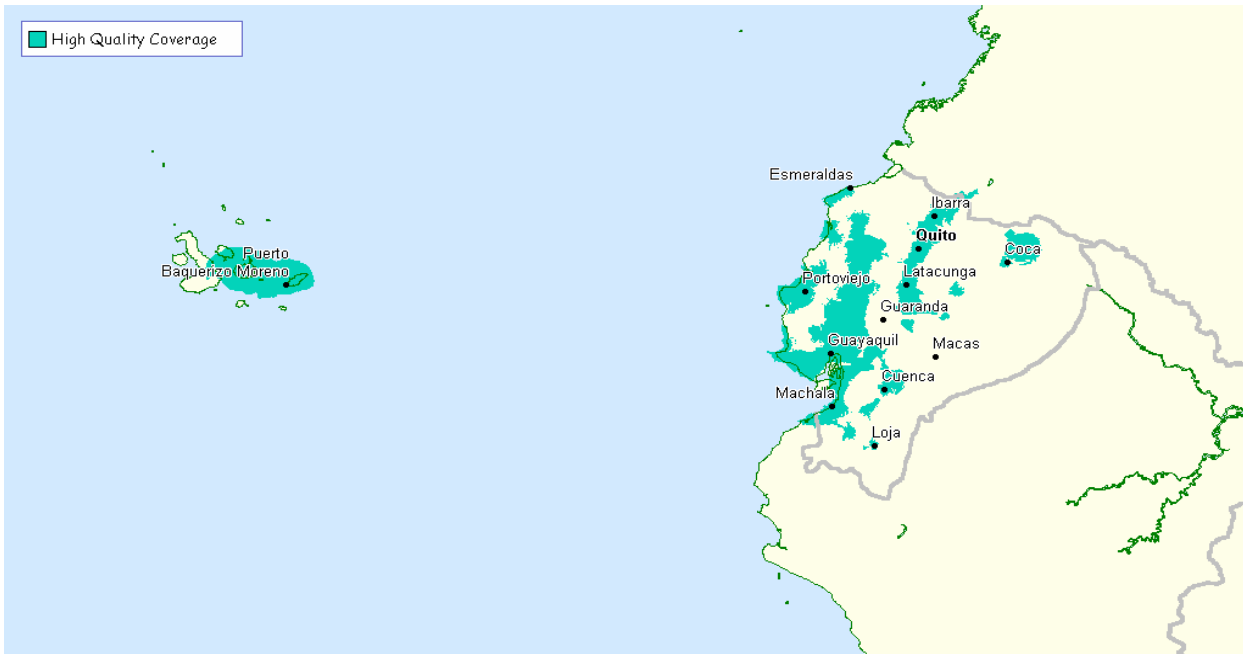 High Quality Coverage
Esmeraldas
Ibarra
Quito
Puerto
Baquerizo Moreno
Coca
Portoviejo
Latacunga
Guaranda
Guayaquil
Macas
Cuenca
Machala
Loja